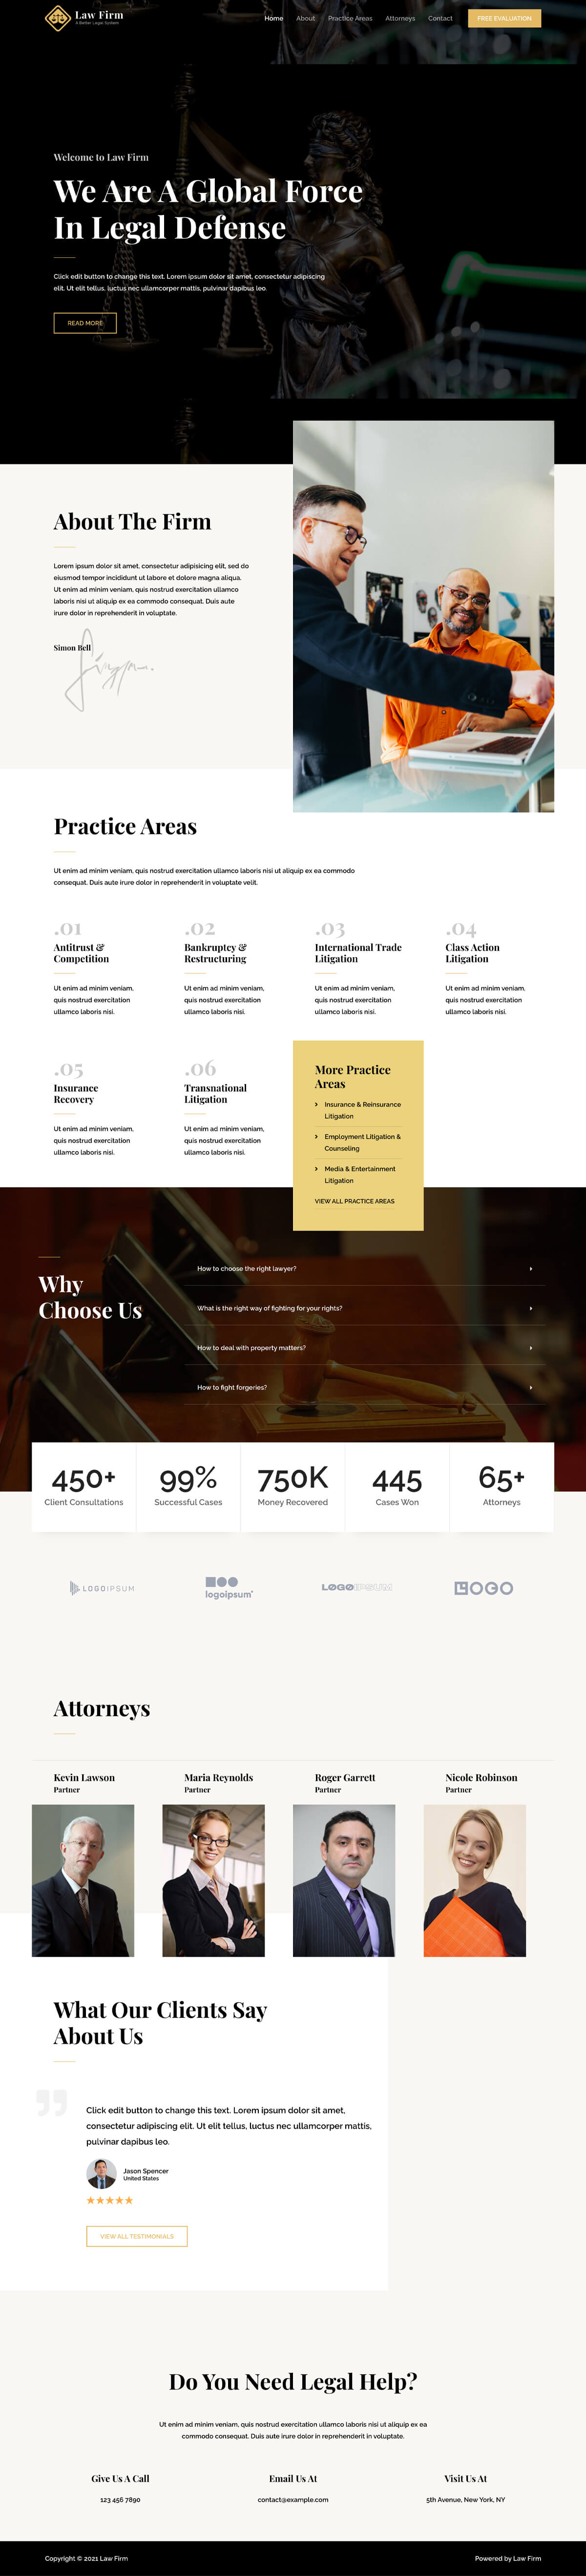 Law Firm
A Better Legal System
Home
About
Practice Areas
Attorneys
Contact
FREE EVALUATION
Welcome to Law Firm
We Are A Global Force
In Legal Defense
Click edit button to change this text. Lorem ipsum dolor sit amet, consectetur adipiscing
elit. Ut elit tellus, luctus nec ullamcorper mattis, pulvinar dapibus leo.
READ MORE
About The Firm
Lorem ipsum dolor sit amet, consectetur adipisicing elit, sed do
eiusmod tempor incididunt ut labore et dolore magna aliqua.
Ut enim ad minim veniam, quis nostrud exercitation ullamco
laboris nisi ut aliquip ex ea commodo consequat. Duis aute
irure dolor in reprehenderit in voluptate.
Simon Bell
Practice Areas
Ut enim ad minim veniam, quis nostrud exercitation ullamco laboris nisi ut aliquip ex ea commodo
consequat. Duis aute irure dolor in reprehenderit in voluptate velit.
.01
Antitrust &
Competition
Ut enim ad minim veniam,
quis nostrud exercitation
ullamco laboris nisi.
.02
Bankruptcy &
Restructuring
Ut enim ad minim veniam,
quis nostrud exercitation
ullamco laboris nisi.
.03
International Trade
Litigation
Ut enim ad minim veniam,
quis nostrud exercitation
ullamco laboris nisi.
.04
Class Action
Litigation
Ut enim ad minim veniam,
quis nostrud exercitation
ullamco laboris nisi.
.05
Insurance
Recovery
Ut enim ad minim veniam,
quis nostrud exercitation
ullamco laboris nisi.
.06
Transnational
Litigation
Ut enim ad minim veniam,
quis nostrud exercitation
ullamco laboris nisi.
More Practice
Areas
Insurance & Reinsurance
Litigation
Employment Litigation &
Counseling
Media & Entertainment
Litigation
VIEW ALL PRACTICE AREAS
Why
Choose Us
How to choose the right lawyer?
What is the right way of fighting for your rights?
How to deal with property matters?
How to fight forgeries?
450+
Client Consultations
99%
Successful Cases
750K
Money Recovered
445
Cases Won
65+
Attorneys
LOGOIPSUM
logoipsum
LOGOIPSUM
LOGO
Attorneys
Kevin Lawson
Partner
Maria Reynolds
Partner
Roger Garrett
Partner
Nicole Robinson
Partner
What Our Clients Say
About Us
Click edit button to change this text. Lorem ipsum dolor sit amet,
consectetur adipiscing elit. Ut elit tellus, luctus nec ullamcorper mattis,
pulvinar dapibus leo.
Jason Spencer
United States
VIEW ALL TESTIMONIALS
Do You Need Legal Help?
Ut enim ad minim veniam, quis nostrud exercitation ullamco laboris nisi ut aliquip ex ea
commodo consequat. Duis aute irure dolor in reprehenderit in voluptate.
Give Us A Call
123 456 7890
Email Us At
contact@example.com
Visit Us At
5th Avenue, New York, NY
Copyright © 2021 Law Firm
Powered by Law Firm